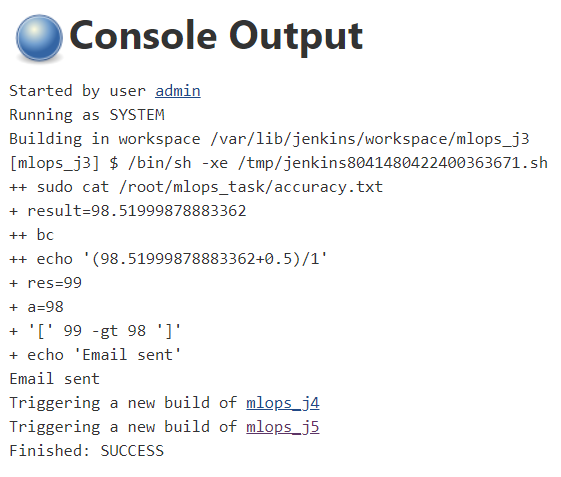 Console Output
Started by user admin
Running as SYSTEM
Building in workspace /var/lib/jenkins/workspace/mlops_j3
[mlops_j3] $ /bin/sh -xe /tmp/jenkins8041480422400363671.sh
++ sudo cat /root/mlops_task/accuracy.txt
+ result=98.51999878883362
++ bc
++ echo '(98.51999878883362+0.5)/1'
+ res=99
+ a=98
+ '[' 99 -gt 98 ']'
+ echo 'Email sent'
Email sent
Triggering a new build of mlops_j4
Triggering a new build of mlops_j5
Finished: SUCCESS